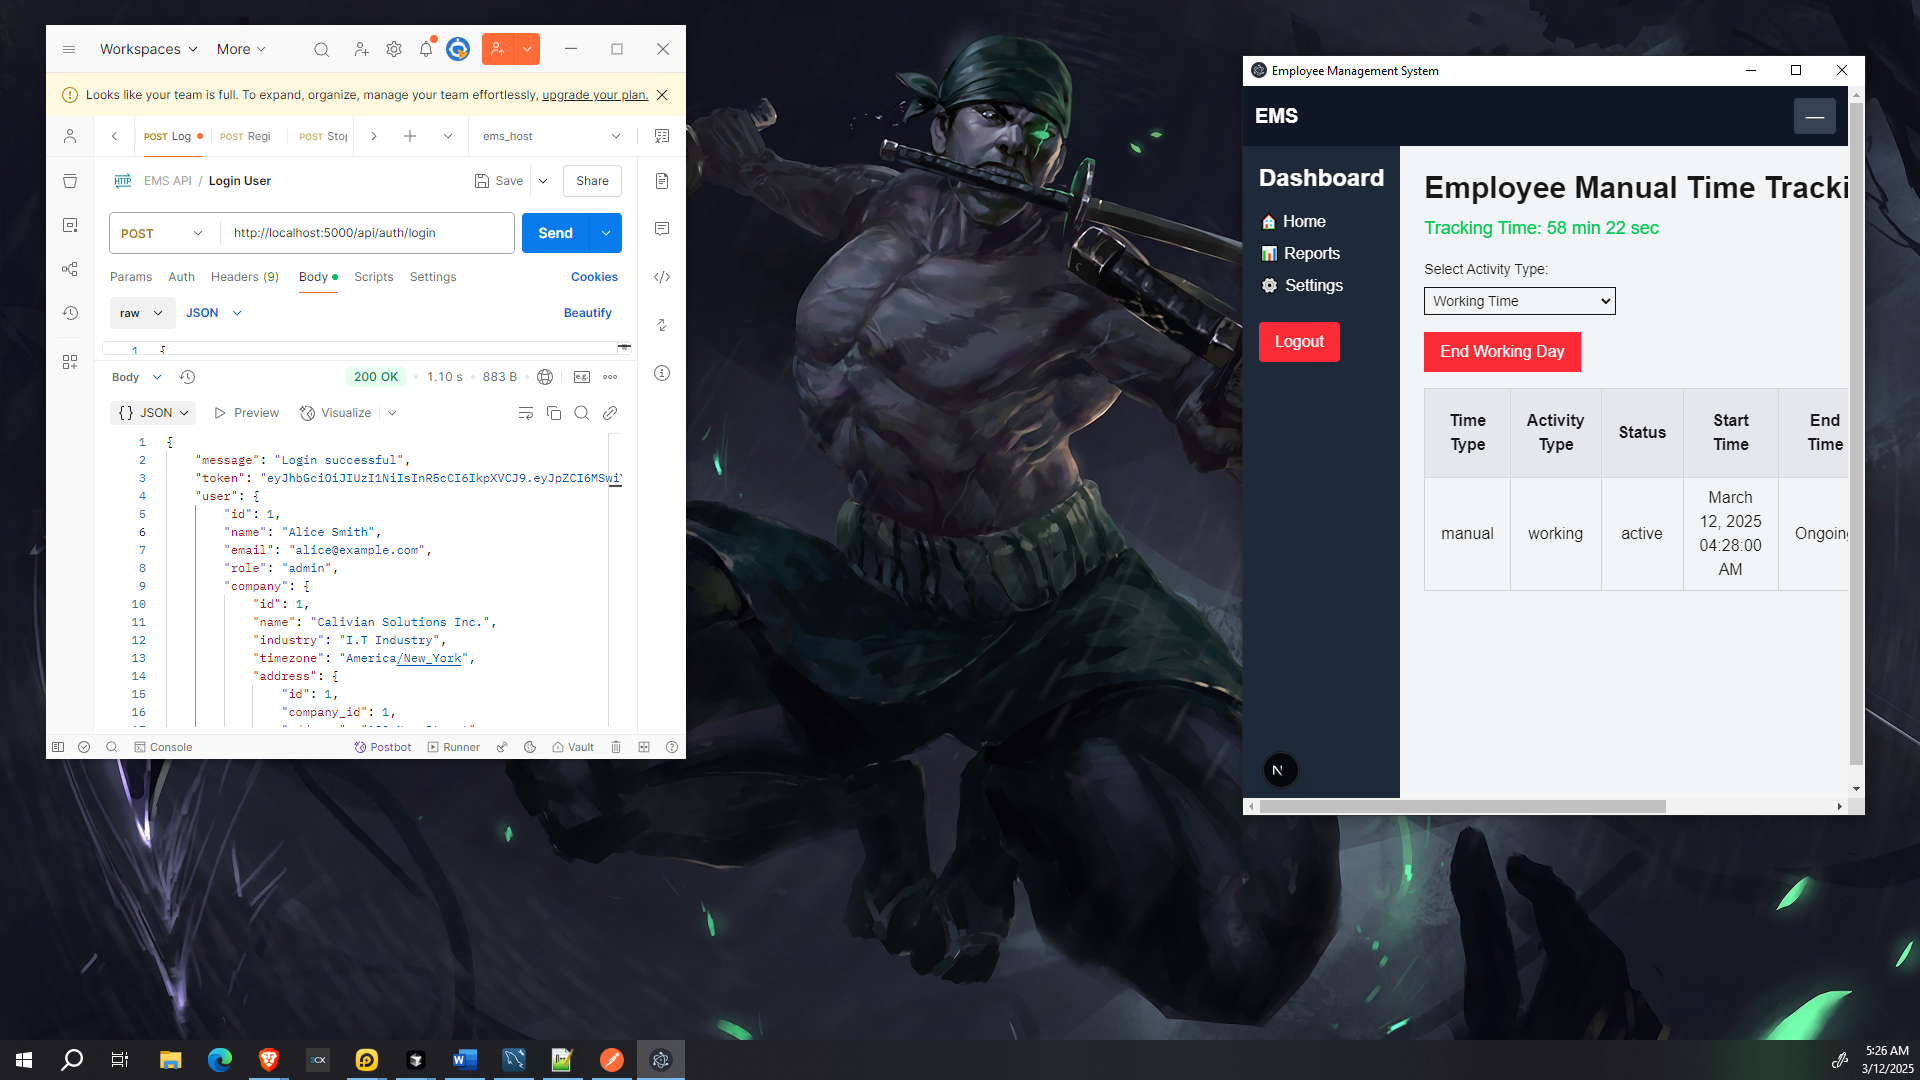 Workspaces
More
Looks like your team is full. To expand, organize, manage your team effortlessly, upgrade your plan.
POST Log
POST Regi
POST Stop
ems_host
HTTP
EMS API / Login User
Save
Share
POST
http://localhost:5000/api/auth/login
Send
Params
Auth
Headers (9)
Body
Scripts
Settings
Cookies
raw
JSON
Beautify
1 {
Body
200 OK
1.10 s
883 B
e.g.
{} JSON
Preview
Visualize
1 {
2 "message": "Login successful",
3 "token": "eyJhbGciOiJIUzI1NiIsInR5cCI6IkpXVCJ9.eyJpZCI6MSwi
4 "user": {
5 "id": 1,
6 "name": "Alice Smith",
7 "email": "alice@example.com",
8 "role": "admin",
9 "company": {
10 "id": 1,
11 "name": "Calivian Solutions Inc.",
12 "industry": "I.T Industry",
13 "timezone": "America/New_York",
14 "address": {
15 "id": 1,
16 "company_id": 1,
Console
Postbot
Runner
Vault
Employee Management System
EMS
Dashboard
Home
Reports
Settings
Logout
N
Employee Manual Time Tracki
Tracking Time: 58 min 22 sec
Select Activity Type:
Working Time
End Working Day
Time Type
Activity Type
Status
Start Time
End Time
manual
working
active
March
12, 2025
04:28:00
AM
Ongoing
3CX
W
5:26 AM
3/12/2025